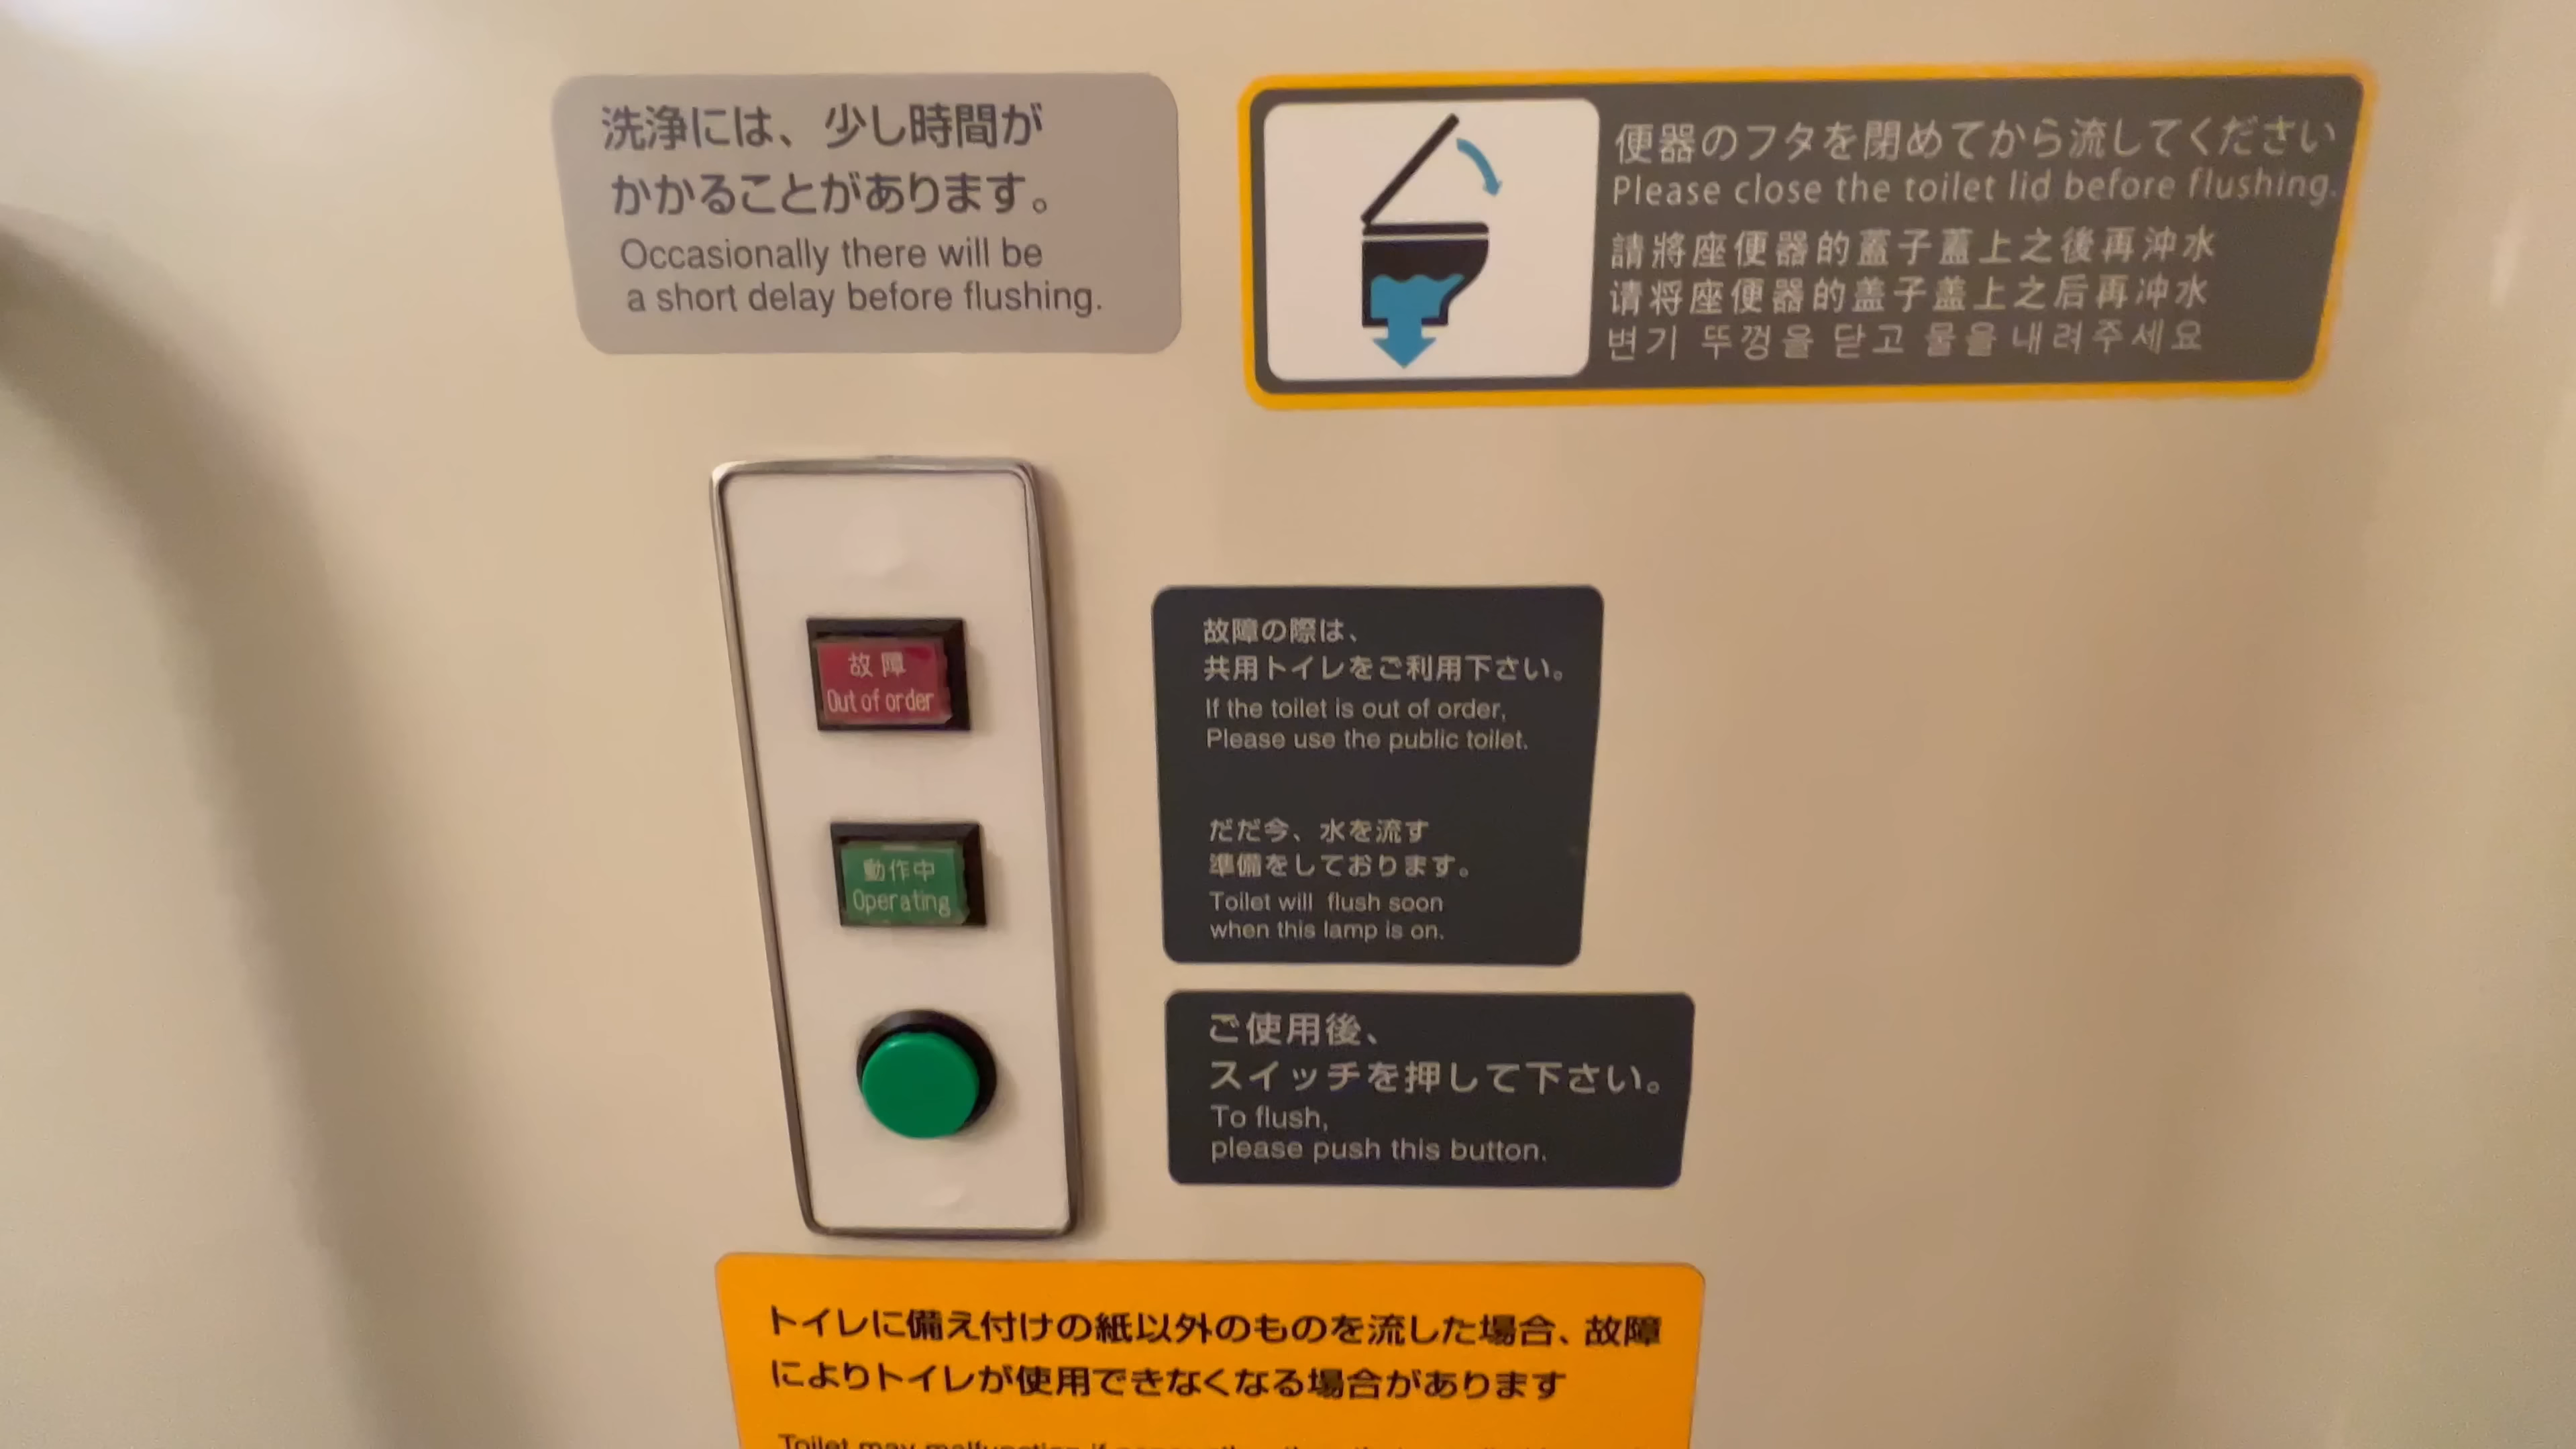 洗浄には、少し時間が
かかることがあります。
Occasionally there will be
a short delay before flushing.
便器のフタを閉めてから流してください
Please close the toilet lid before flushing.
請將座便器的蓋子蓋上之後再沖水
请将座便器的盖子盖上之后再冲水
변기 뚜껑을 닫고 물을 내려주세요
故障
Out of order
故障の際は、
共用トイレをご利用下さい。
If the toilet is out of order,
Please use the public toilet.
動作中
Operating
だだ今、水を流す
準備をしております。
Toilet will flush soon
when this lamp is on.
ご使用後、
スイッチを押して下さい。
To flush,
please push this button.
トイレに備え付けの紙以外のものを流した場合、故障
によりトイレが使用できなくなる場合があります
Toilet may malfunction if